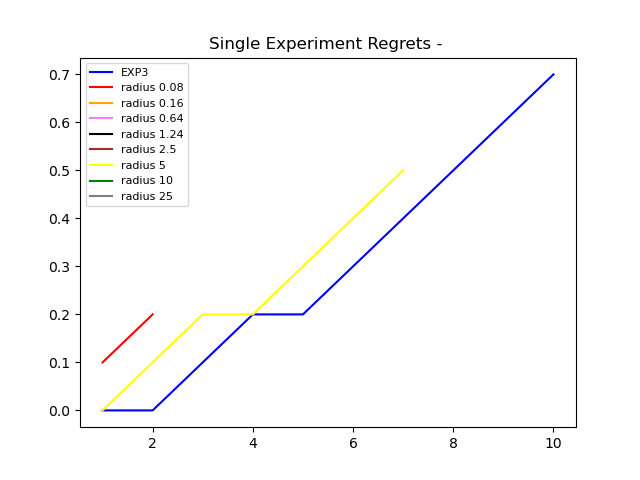 Single Experiment Regrets -
EXP3
radius 0.08
radius 0.16
radius 0.64
radius 1.24
radius 2.5
radius 5
radius 10
radius 25
0.7
0.6
0.5
0.4
0.3
0.2
0.1
0.0
2 4 6 8 10